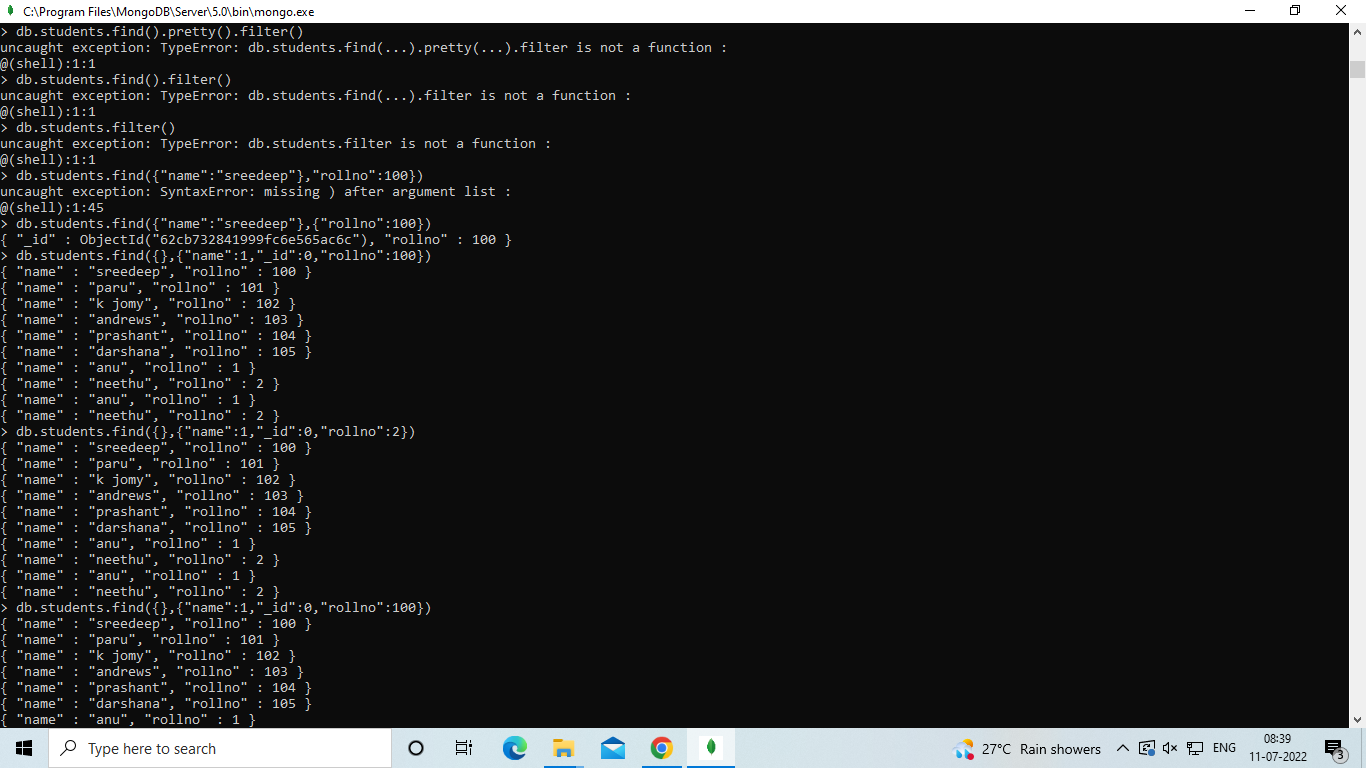 C:\Program Files\MongoDB\Server\5.0\bin\mongo.exe
> db.students.find().pretty().filter()
uncaught exception: TypeError: db.students.find(...).pretty(...).filter is not a function :
@(shell):1:1
> db.students.find().filter()
uncaught exception: TypeError: db.students.find(...).filter is not a function :
@(shell):1:1
> db.students.filter()
uncaught exception: TypeError: db.students.filter is not a function :
@(shell):1:1
> db.students.find({"name":"sreedeep"},"rollno":100})
uncaught exception: SyntaxError: missing ) after argument list :
@(shell):1:45
> db.students.find({"name":"sreedeep"},{"rollno":100})
{ "_id" : ObjectId("62cb732841999fc6e565ac6c"), "rollno" : 100 }
> db.students.find({},{"name":1,"_id":0,"rollno":100})
{ "name" : "sreedeep", "rollno" : 100 }
{ "name" : "paru", "rollno" : 101 }
{ "name" : "k jomy", "rollno" : 102 }
{ "name" : "andrews", "rollno" : 103 }
{ "name" : "prashant", "rollno" : 104 }
{ "name" : "darshana", "rollno" : 105 }
{ "name" : "anu", "rollno" : 1 }
{ "name" : "neethu", "rollno" : 2 }
{ "name" : "anu", "rollno" : 1 }
{ "name" : "neethu", "rollno" : 2 }
> db.students.find({},{"name":1,"_id":0,"rollno":2})
{ "name" : "sreedeep", "rollno" : 100 }
{ "name" : "paru", "rollno" : 101 }
{ "name" : "k jomy", "rollno" : 102 }
{ "name" : "andrews", "rollno" : 103 }
{ "name" : "prashant", "rollno" : 104 }
{ "name" : "darshana", "rollno" : 105 }
{ "name" : "anu", "rollno" : 1 }
{ "name" : "neethu", "rollno" : 2 }
{ "name" : "anu", "rollno" : 1 }
{ "name" : "neethu", "rollno" : 2 }
> db.students.find({},{"name":1,"_id":0,"rollno":100})
{ "name" : "sreedeep", "rollno" : 100 }
{ "name" : "paru", "rollno" : 101 }
{ "name" : "k jomy", "rollno" : 102 }
{ "name" : "andrews", "rollno" : 103 }
{ "name" : "prashant", "rollno" : 104 }
{ "name" : "darshana", "rollno" : 105 }
{ "name" : "anu", "rollno" : 1 }
Type here to search
27°C Rain showers
ENG
08:39
11-07-2022
3